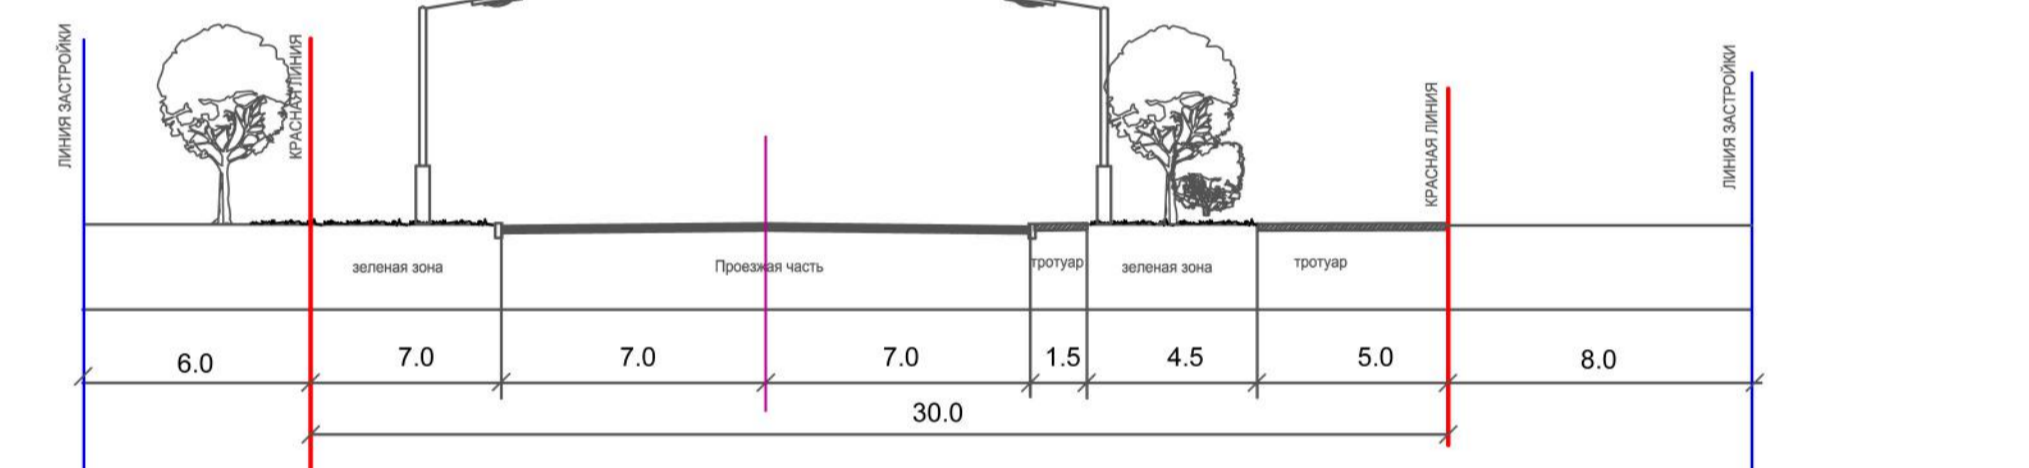 ЛИНИЯ ЗАСТРОЙКИ
КРАСНАЯ ЛИНИЯ
КРАСНАЯ ЛИНИЯ
ЛИНИЯ ЗАСТРОЙКИ
зеленая зона
Проезжая часть
тротуар
зеленая зона
тротуар
6.0
7.0
7.0
7.0
1.5
4.5
5.0
8.0
30.0